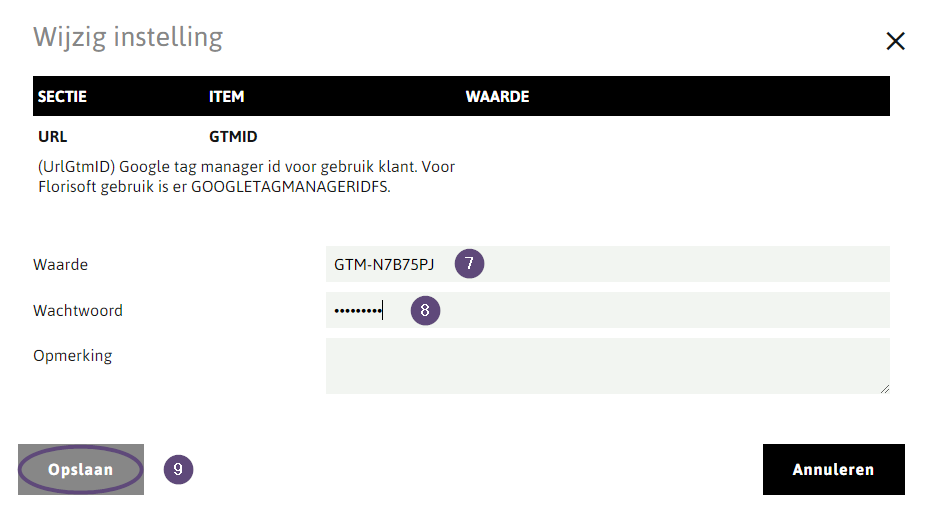 Wijzig instelling
SECTIE ITEM WAARDE
URL GTMID
(UrlGtmID) Google tag manager id voor gebruik klant. Voor
Florisoft gebruik is er GOOGLETAGMANAGERIDFS.
Waarde GTM-N7B75PJ 7
Wachtwoord ••••••••• 8
Opmerking
Opslaan 9 Annuleren